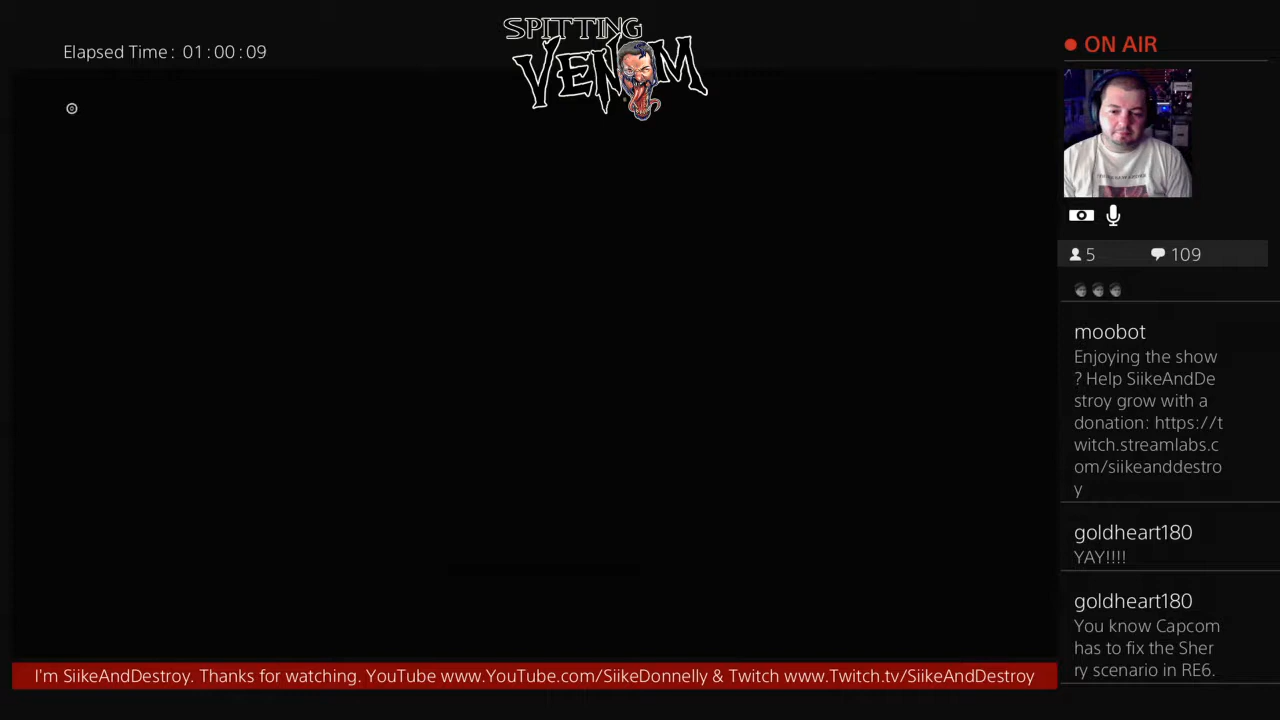 Elapsed Time: 01:00:09
SPITTING
VENOM
ON AIR
5 109
moobot
Enjoying the show
? Help SiikeAndDe
stroy grow with a
donation: https://t
witch.streamlabs.c
om/siikeanddestro
y
goldheart180
YAY!!!!
goldheart180
You know Capcom
has to fix the Sher
ry scenario in RE6.
I'm SiikeAndDestroy. Thanks for watching. YouTube www.YouTube.com/SiikeDonnelly & Twitch www.Twitch.tv/SiikeAndDestroy